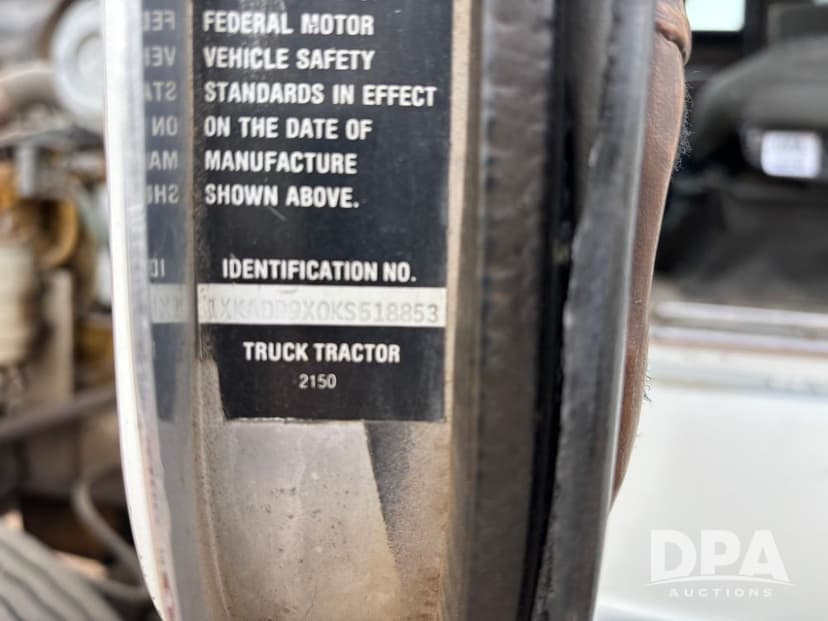 FEDERAL MOTOR
VEHICLE SAFETY
STANDARDS IN EFFECT
ON THE DATE OF
MANUFACTURE
SHOWN ABOVE.
IDENTIFICATION NO.
1XKADB9X0KS518853
TRUCK TRACTOR
2150
DPA
AUCTIONS